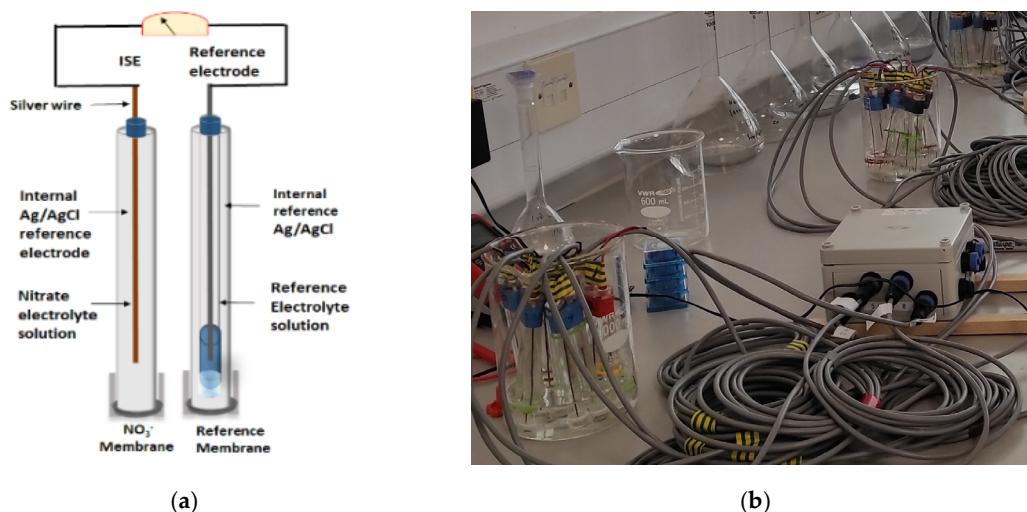 ISE
Reference
electrode
Silver wire
Internal
Ag/AgCl
reference
electrode
Internal
reference
Ag/AgCl
Nitrate
electrolyte
solution
Reference
Electrolyte
solution
NO3-
Membrane
Reference
Membrane
VWR
600 mL
VWR
(a)
(b)